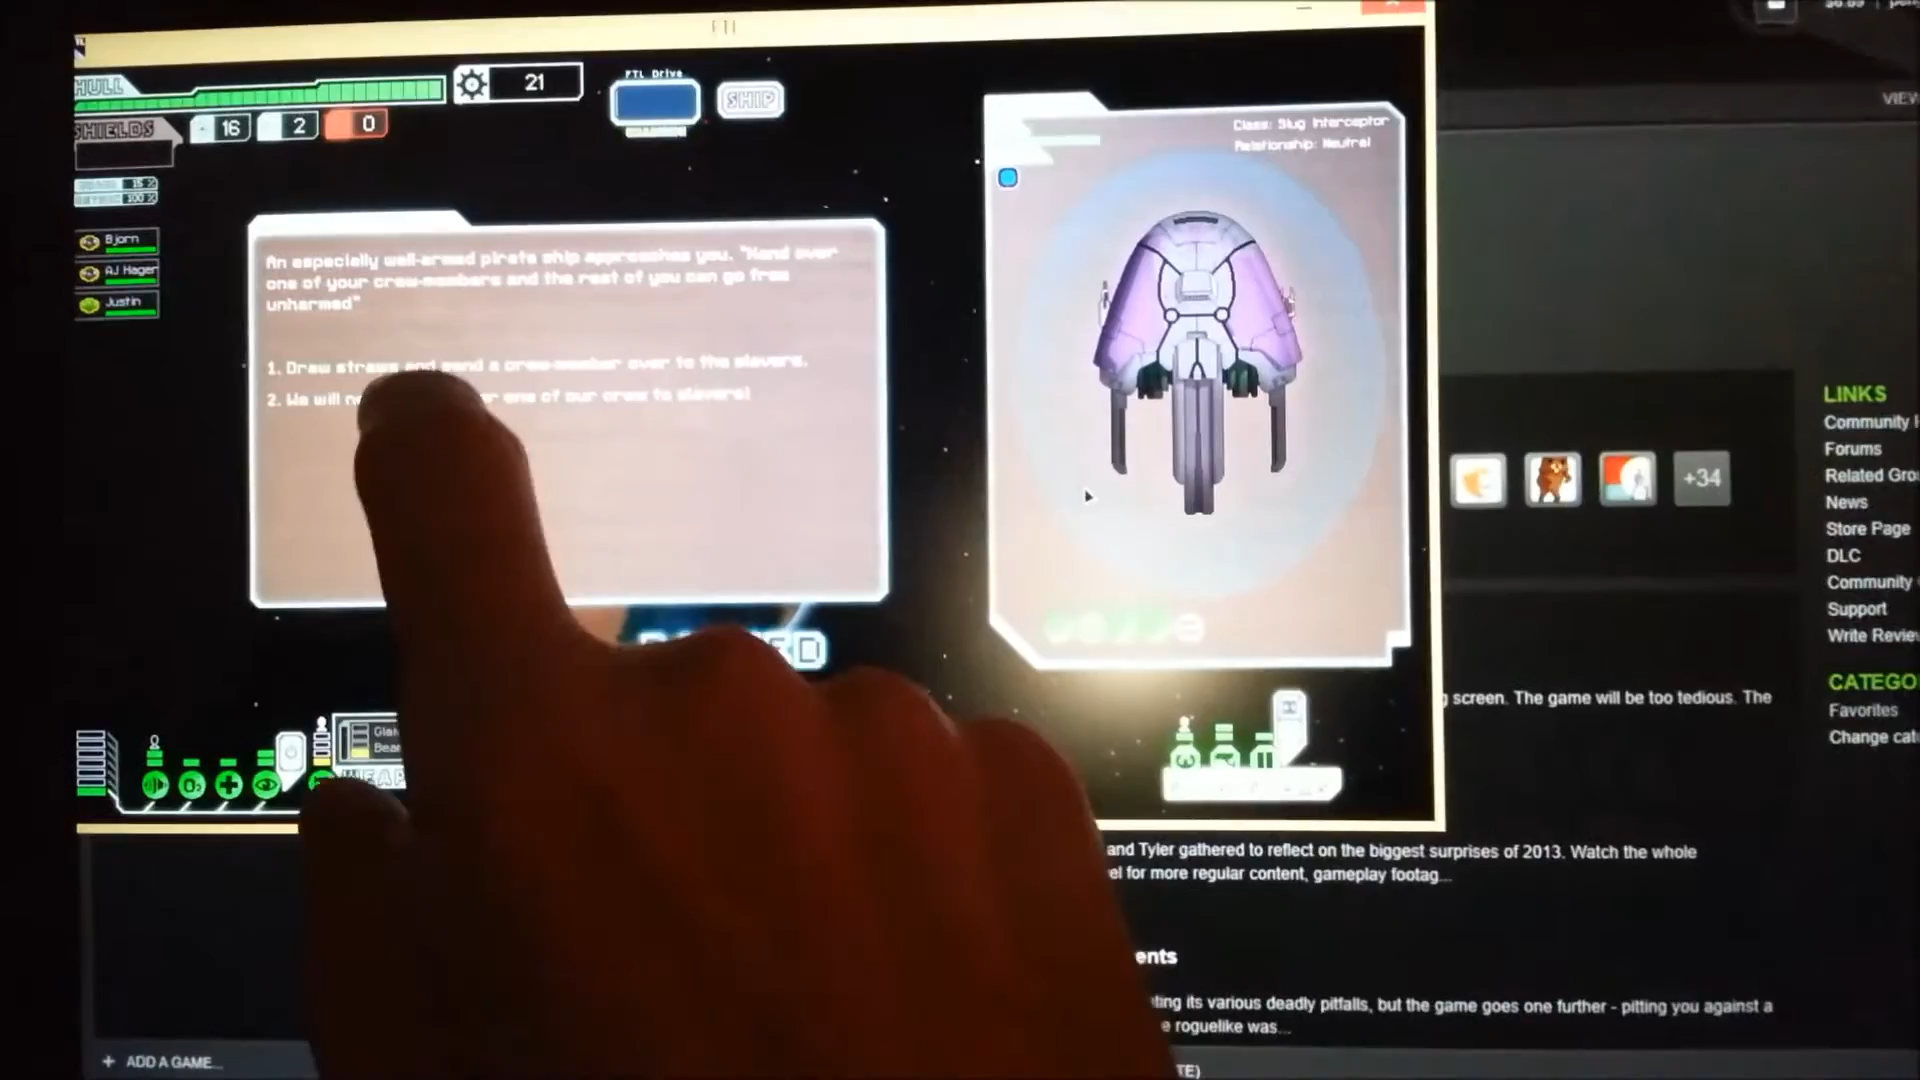 FTL
HULL
21
FTL Drive
SHIP
SHIELDS
16
2
0
15 %
100 %
Bjorn
AJ Hager
Justin
An especially well-armed pirate ship approaches you. "Hand over
one of your crew-members and the rest of you can go free
unharmed"
1. Draw straws and send a crew-member over to the slavers.
2. We will one of our crew to slavers!
Class: Slug Interceptor
Relationship: Neutral
VIEW
+34
LINKS
Community
Forums
Related
News
Store Page
DLC
Community
Support
Write
CATEGO
Favorites
Change
screen. The game will be too tedious. The
and Tyler gathered to reflect on the biggest surprises of 2013. Watch the whole
for more regular content, gameplay footag...
ents
ting its various deadly pitfalls, but the game goes one further - pitting you against a
roguelike was...
+ ADD A GAME...
TE)